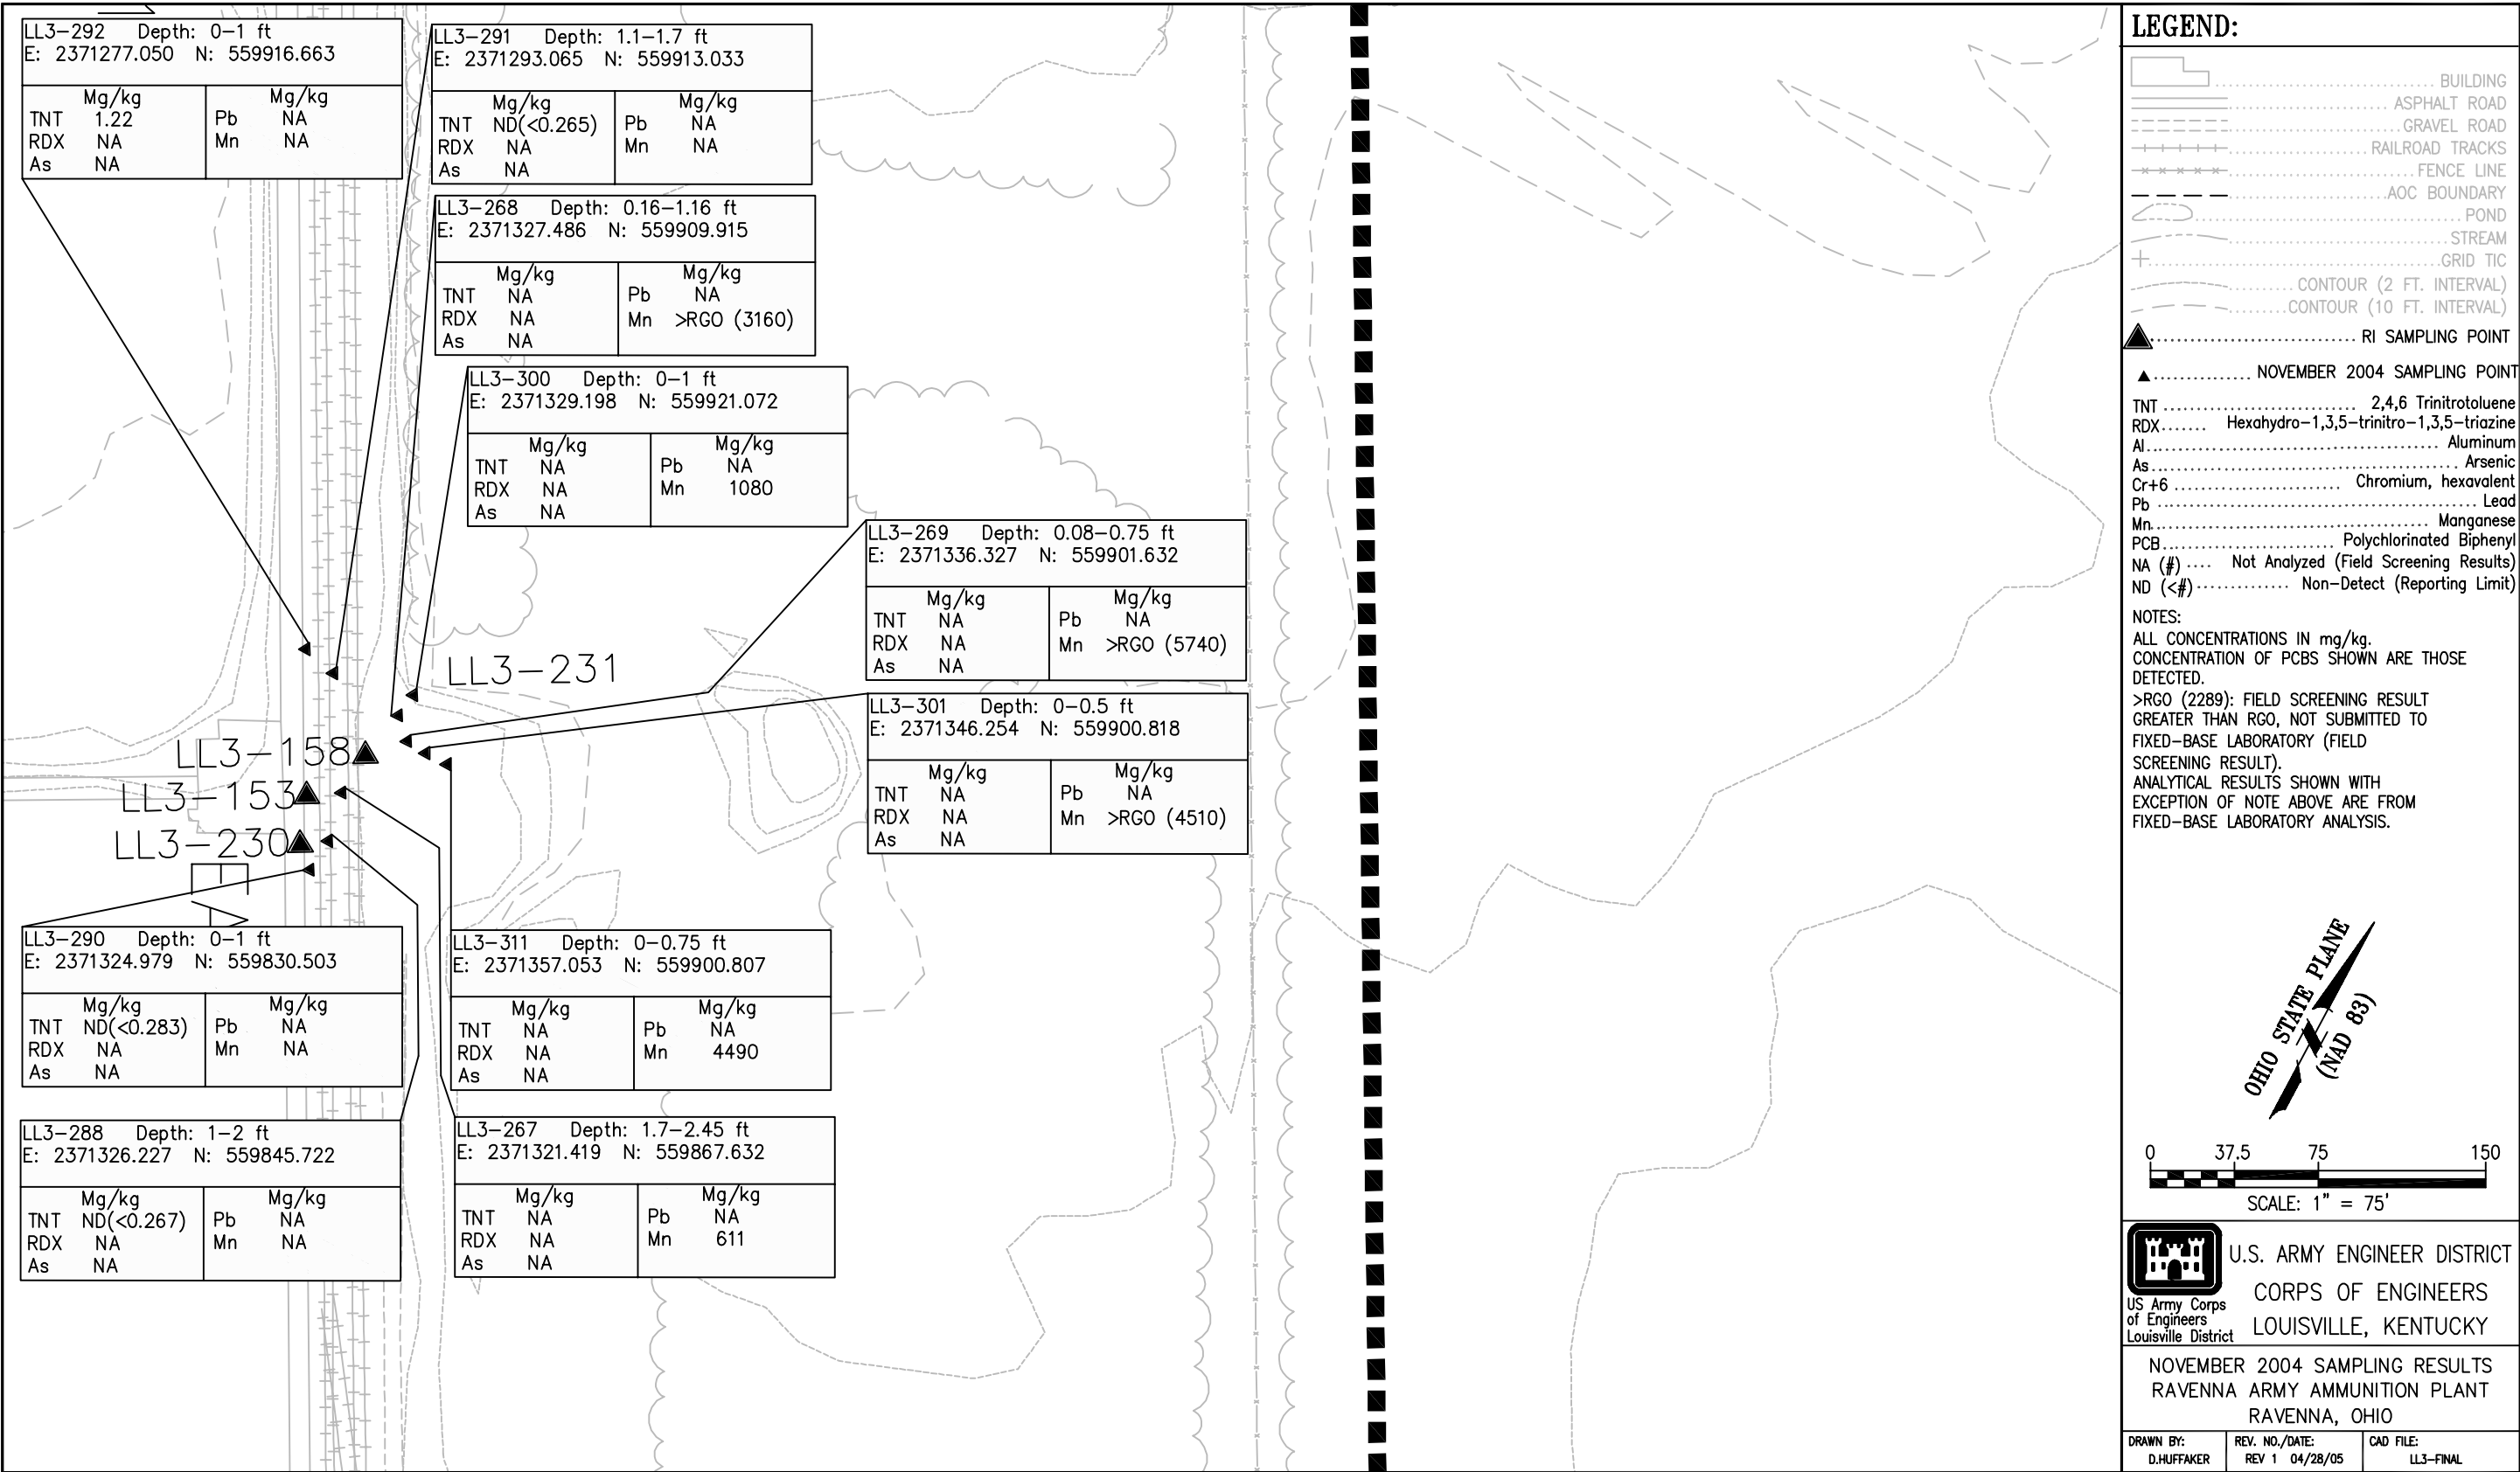 LL3-292 Depth: 0-1 ft
E: 2371277.050 N: 559916.663
Mg/kg Mg/kg
TNT 1.22 Pb NA
RDX NA Mn NA
As NA
LL3-291 Depth: 1.1-1.7 ft
E: 2371293.065 N: 559913.033
Mg/kg Mg/kg
TNT ND(<0.265) Pb NA
RDX NA Mn NA
As NA
LL3-268 Depth: 0.16-1.16 ft
E: 2371327.486 N: 559909.915
Mg/kg Mg/kg
TNT NA Pb NA
RDX NA Mn >RGO (3160)
As NA
LL3-300 Depth: 0-1 ft
E: 2371329.198 N: 559921.072
Mg/kg Mg/kg
TNT NA Pb NA
RDX NA Mn 1080
As NA
LL3-269 Depth: 0.08-0.75 ft
E: 2371336.327 N: 559901.632
Mg/kg Mg/kg
TNT NA Pb NA
RDX NA Mn >RGO (5740)
As NA
LL3-301 Depth: 0-0.5 ft
E: 2371346.254 N: 559900.818
Mg/kg Mg/kg
TNT NA Pb NA
RDX NA Mn >RGO (4510)
As NA
LL3-231
LL3-158
LL3-153
LL3-230
LL3-290 Depth: 0-1 ft
E: 2371324.979 N: 559830.503
Mg/kg Mg/kg
TNT ND(<0.283) Pb NA
RDX NA Mn NA
As NA
LL3-311 Depth: 0-0.75 ft
E: 2371357.053 N: 559900.807
Mg/kg Mg/kg
TNT NA Pb NA
RDX NA Mn 4490
As NA
LL3-288 Depth: 1-2 ft
E: 2371326.227 N: 559845.722
Mg/kg Mg/kg
TNT ND(<0.267) Pb NA
RDX NA Mn NA
As NA
LL3-267 Depth: 1.7-2.45 ft
E: 2371321.419 N: 559867.632
Mg/kg Mg/kg
TNT NA Pb NA
RDX NA Mn 611
As NA
LEGEND:
BUILDING
ASPHALT ROAD
GRAVEL ROAD
RAILROAD TRACKS
FENCE LINE
AOC BOUNDARY
POND
STREAM
GRID TIC
CONTOUR (2 FT. INTERVAL)
CONTOUR (10 FT. INTERVAL)
RI SAMPLING POINT
NOVEMBER 2004 SAMPLING POINT
TNT 2,4,6 Trinitrotoluene
RDX Hexahydro-1,3,5-trinitro-1,3,5-triazine
Al Aluminum
As Arsenic
Cr+6 Chromium, hexavalent
Pb Lead
Mn Manganese
PCB Polychlorinated Biphenyl
NA (#) Not Analyzed (Field Screening Results)
ND (<#) Non-Detect (Reporting Limit)
NOTES:
ALL CONCENTRATIONS IN mg/kg.
CONCENTRATION OF PCBS SHOWN ARE THOSE
DETECTED.
>RGO (2289): FIELD SCREENING RESULT
GREATER THAN RGO, NOT SUBMITTED TO
FIXED-BASE LABORATORY (FIELD
SCREENING RESULT).
ANALYTICAL RESULTS SHOWN WITH
EXCEPTION OF NOTE ABOVE ARE FROM
FIXED-BASE LABORATORY ANALYSIS.
OHIO STATE PLANE
(NAD 83)
0 37.5 75 150
SCALE: 1" = 75'
US Army Corps
of Engineers
Louisville District
U.S. ARMY ENGINEER DISTRICT
CORPS OF ENGINEERS
LOUISVILLE, KENTUCKY
NOVEMBER 2004 SAMPLING RESULTS
RAVENNA ARMY AMMUNITION PLANT
RAVENNA, OHIO
DRAWN BY: REV. NO./DATE: CAD FILE:
D.HUFFAKER REV 1 04/28/05 LL3-FINAL